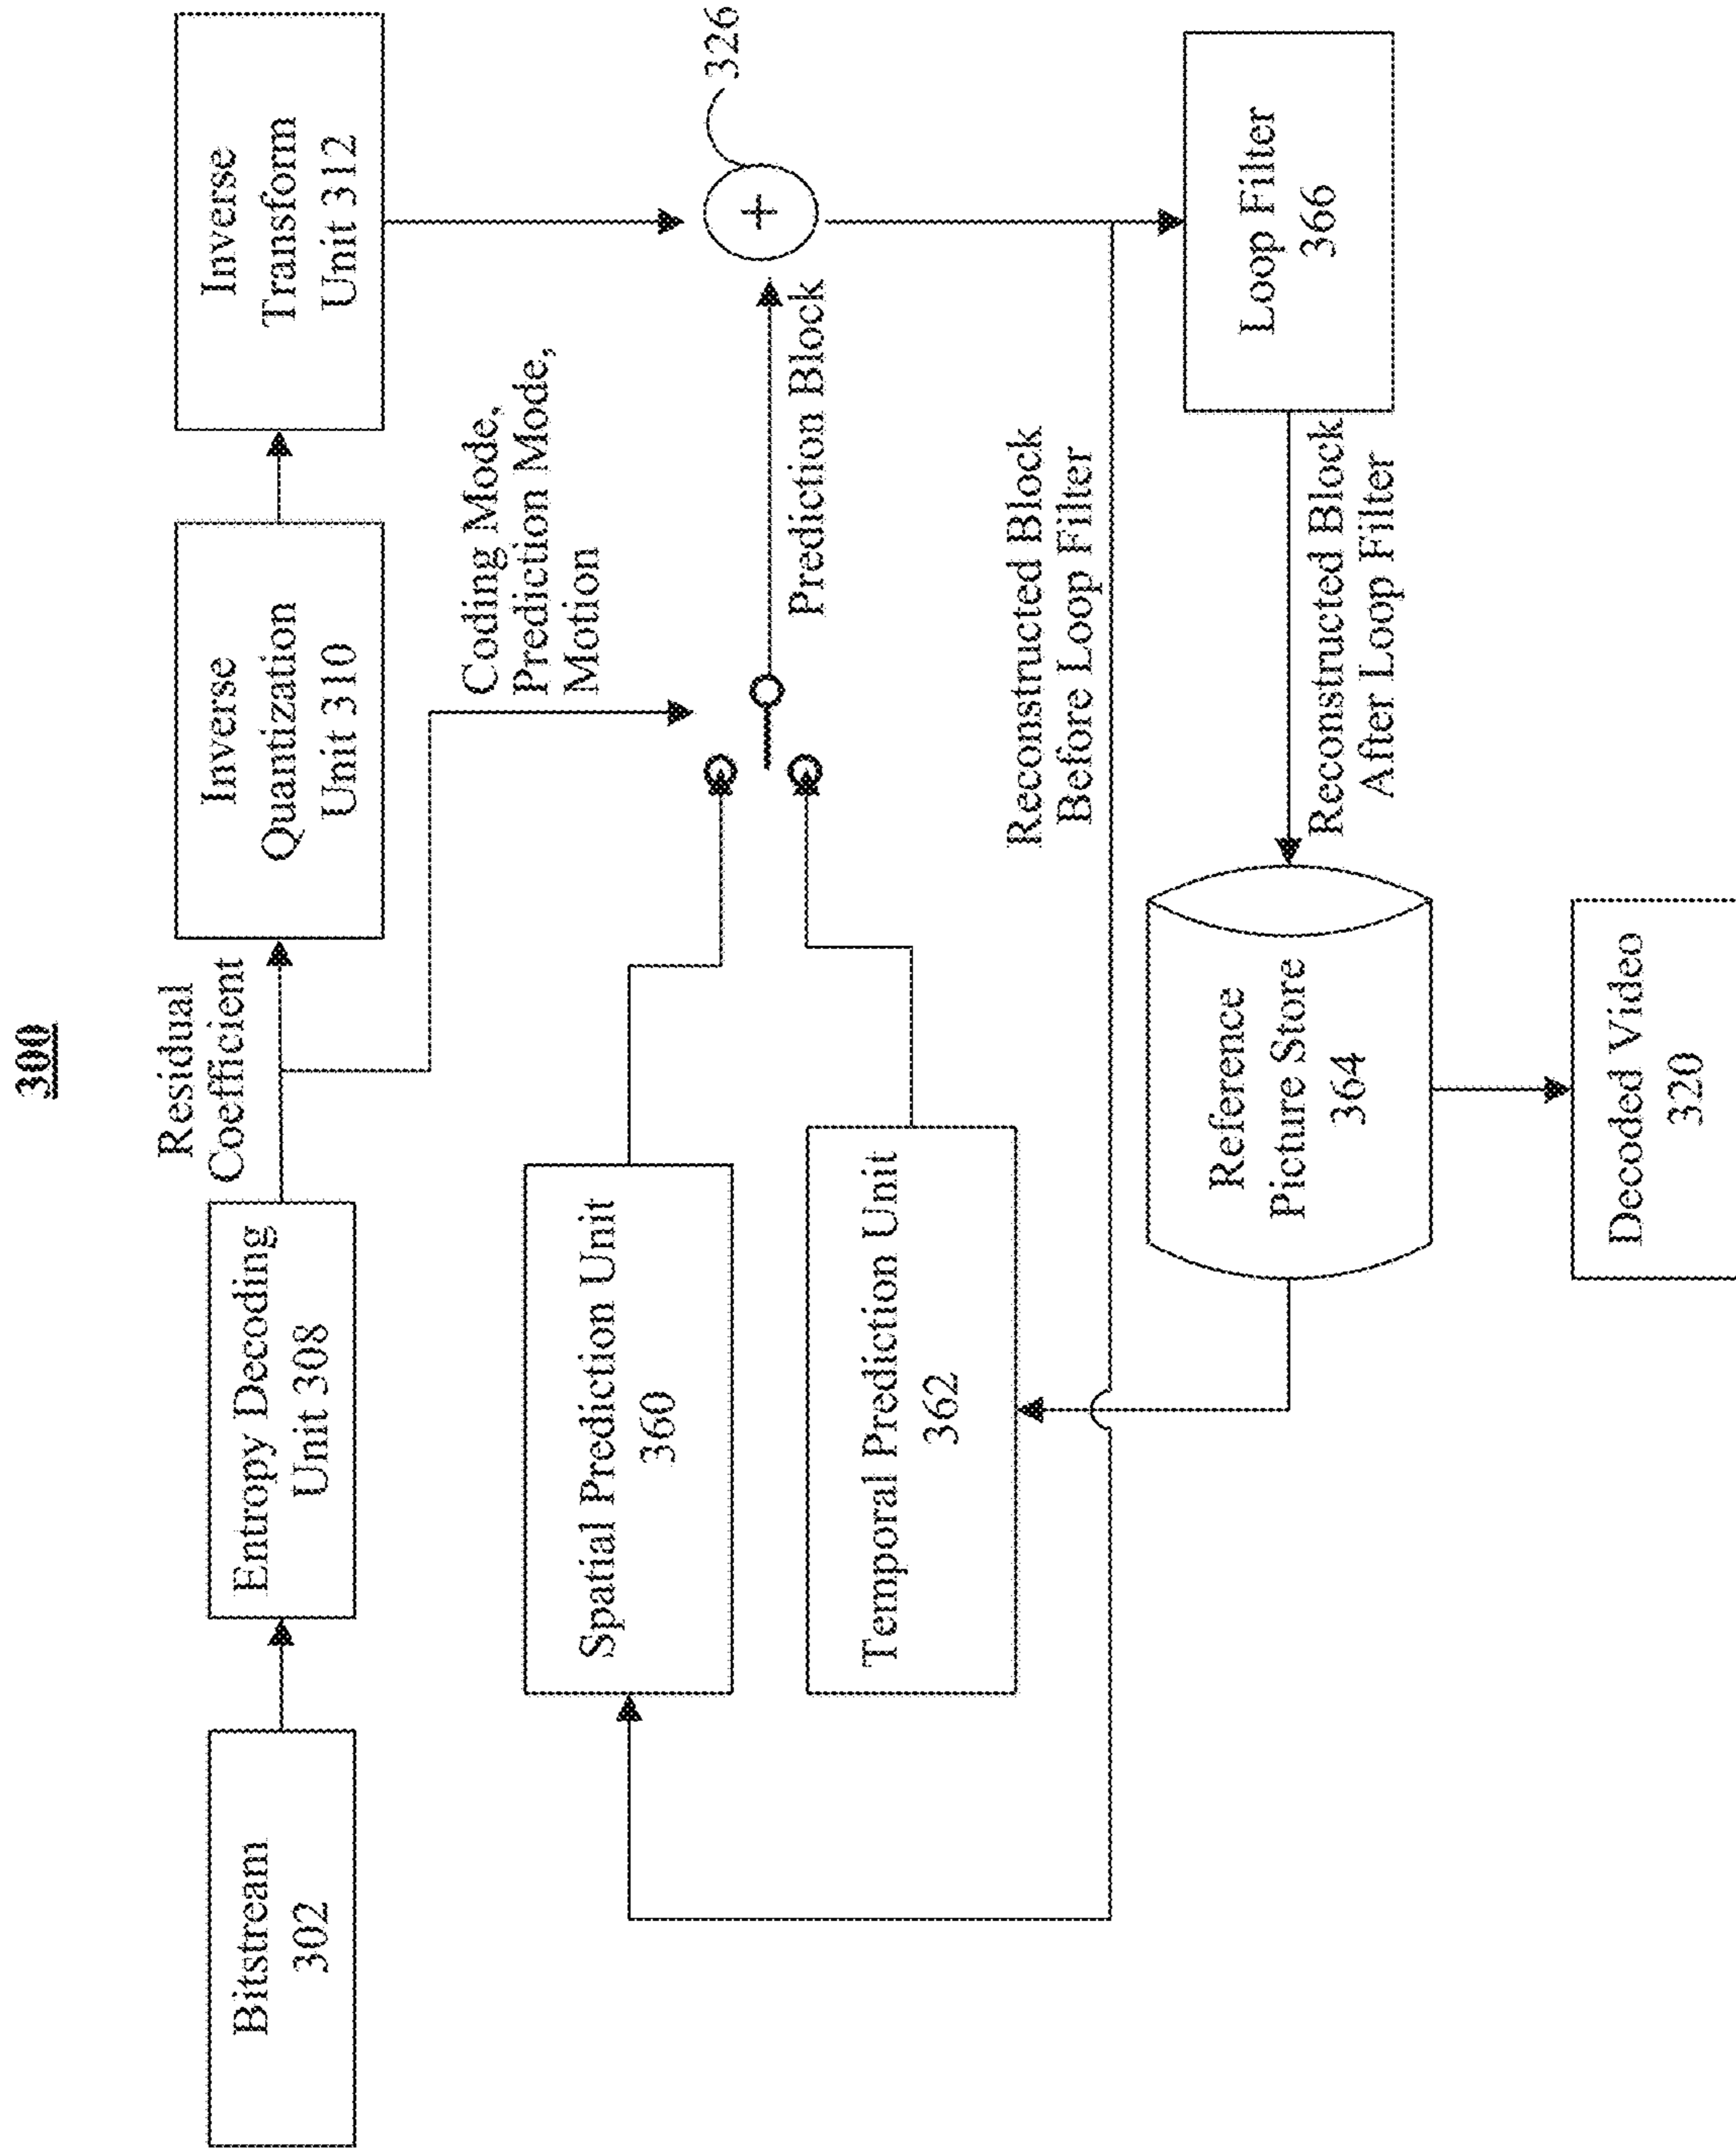 300
Bitstream
302
Entropy Decoding
Unit 308
Residual
Coefficient
Inverse
Quantization
Unit 310
Inverse
Transform
Unit 312
Coding Mode,
Prediction Mode,
Motion
Spatial Prediction Unit
360
Temporal Prediction Unit
362
Prediction Block
+
326
Reconstructed Block
Before Loop Filter
Loop Filter
366
Reconstructed Block
After Loop Filter
Reference
Picture Store
364
Decoded Video
320